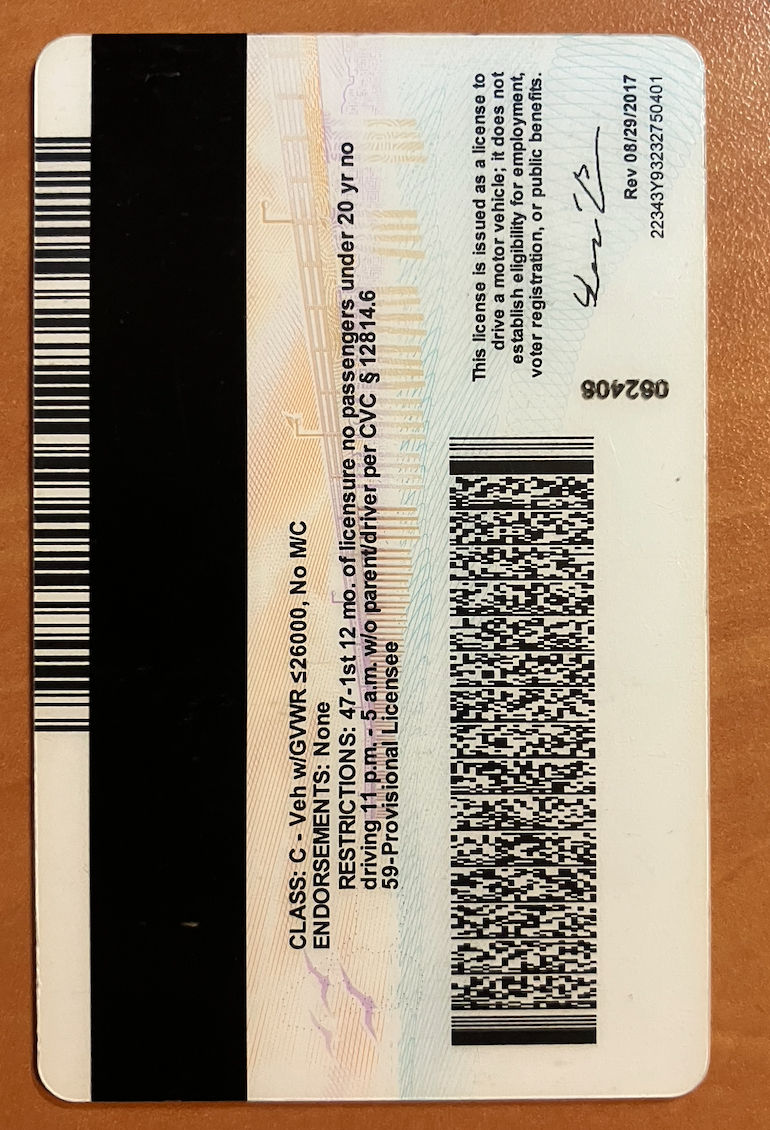 CLASS: C - Veh w/GVWR ≤26000, No M/C
ENDORSEMENTS: None
RESTRICTIONS: 47-1st 12 mo. of licensure no passengers under 20 yr no
driving 11 p.m. - 5 a.m. w/o parent/driver per CVC § 12814.6
59-Provisional Licensee
This license is issued as a license to
drive a motor vehicle; it does not
establish eligibility for employment,
voter registration, or public benefits.
Rev 08/29/2017
22343Y93232750401
082408